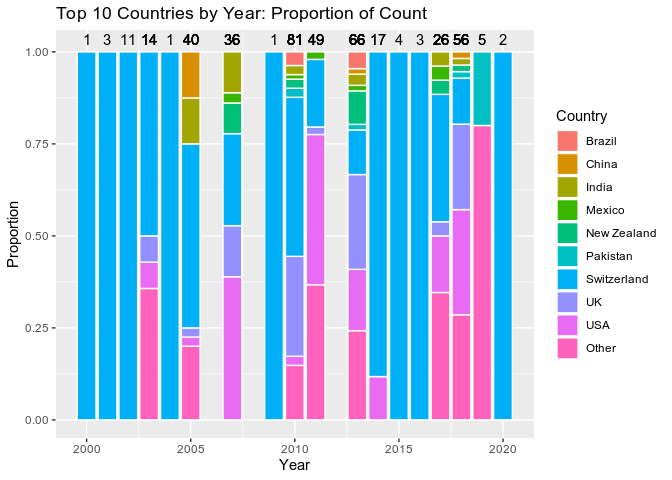 Top 10 Countries by Year: Proportion of Count
1 3 11 14 1 40 36 1 81 49 66 17 4 3 26 56 5 2
1.00
0.75
0.50
0.25
0.00
Proportion
2000 2005 2010 2015 2020
Year
Country
Brazil
China
India
Mexico
New Zealand
Pakistan
Switzerland
UK
USA
Other